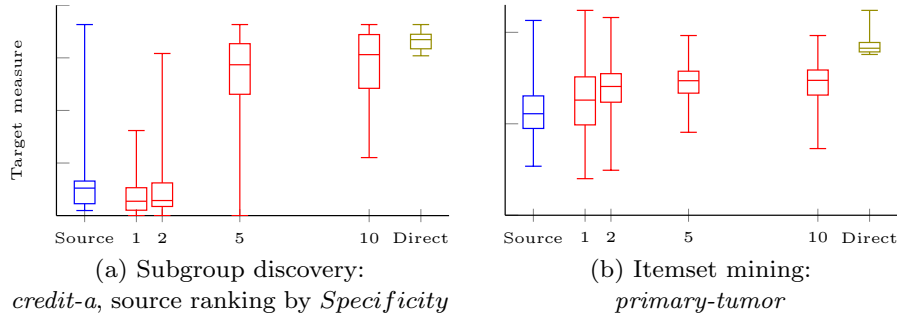 Target measure
Source 1 2 5 10 Direct
(a) Subgroup discovery:
credit-a, source ranking by Specificity
Source 1 2 5 10 Direct
(b) Itemset mining:
primary-tumor